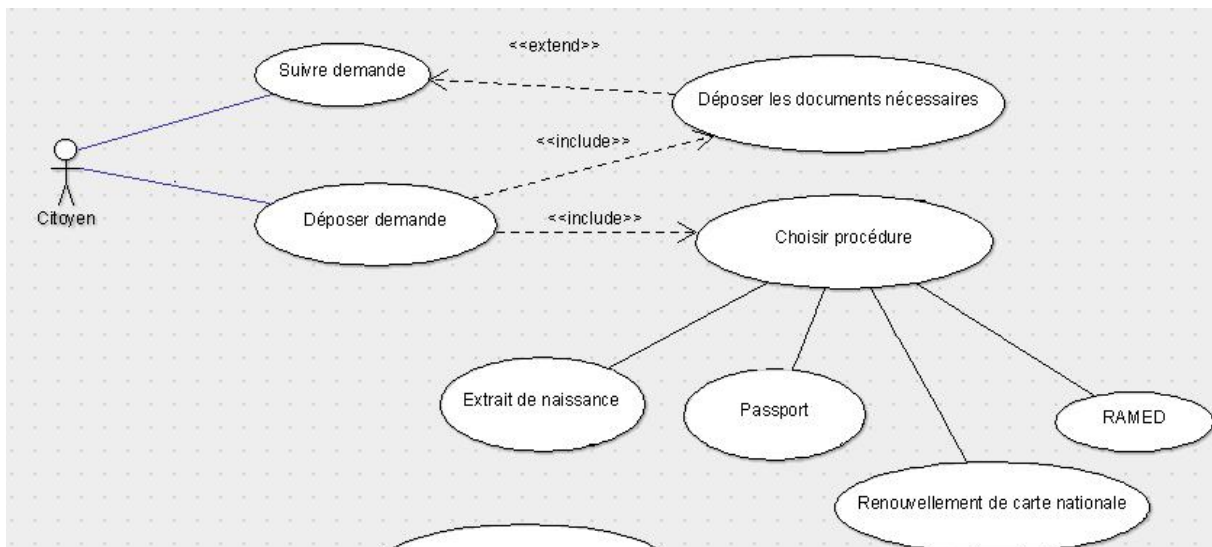 <<extend>>
Suivre demande
Déposer les documents nécessaires
<<include>>
Citoyen
Déposer demande
<<include>>
Choisir procédure
Extrait de naissance
Passport
RAMED
Renouvellement de carte nationale